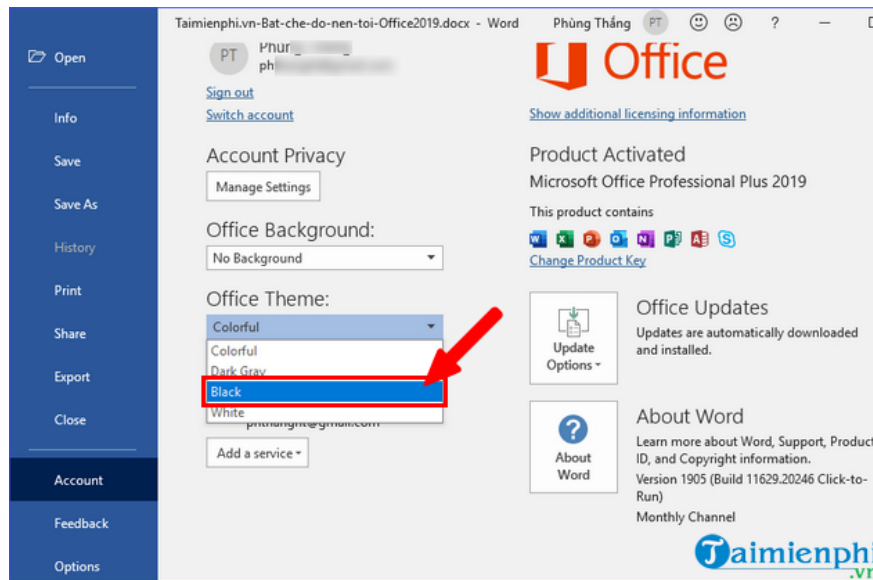 Taimienphi.vn-Bat-che-do-nen-toi-Office2019.docx - Word
Phùng Thắng PT ?
Open
Info
Save
Save As
History
Print
Share
Export
Close
Account
Feedback
Options
PT
Sign out
Switch account
Account Privacy
Manage Settings
Office Background:
No Background
Office Theme:
Colorful
Colorful
Dark Gray
Black
White
Add a service
Office
Show additional licensing information
Product Activated
Microsoft Office Professional Plus 2019
This product contains
Change Product Key
Update
Options
Office Updates
Updates are automatically downloaded
and installed.
?
About
Word
About Word
Learn more about Word, Support, Product
ID, and Copyright information.
Version 1905 (Build 11629.20246 Click-to-
Run)
Monthly Channel
Taimienphi
.vn